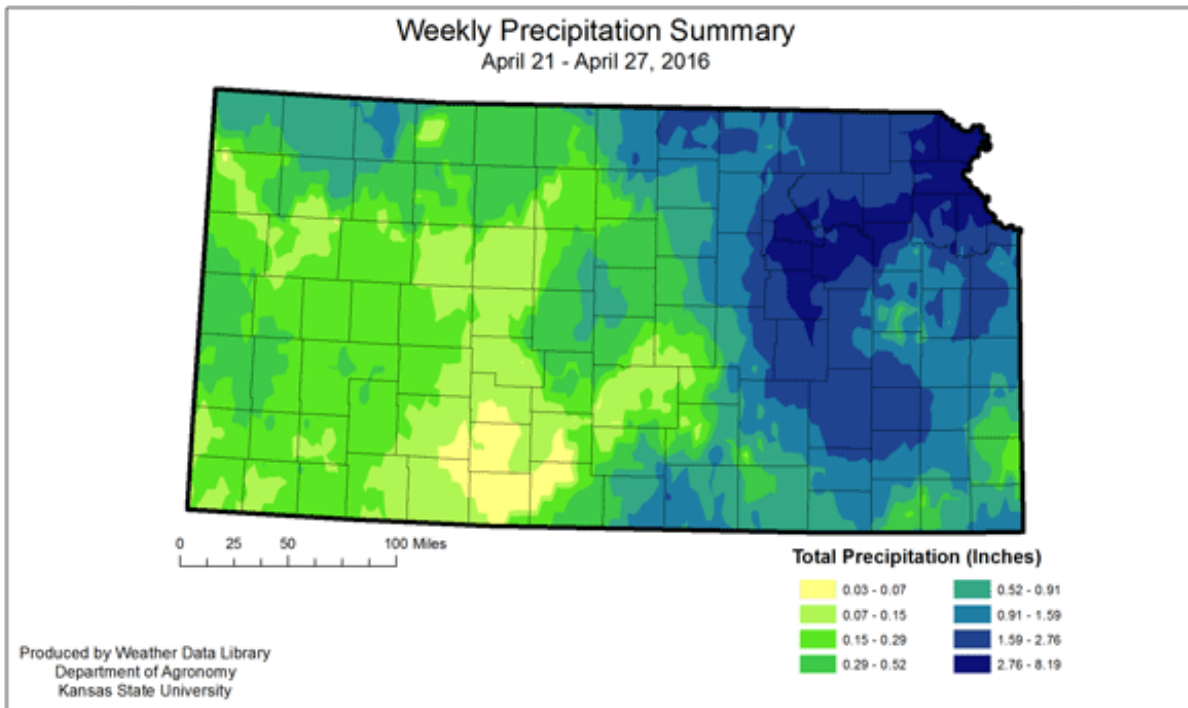 Weekly Precipitation Summary
April 21 - April 27, 2016
0 25 50 100 Miles
Total Precipitation (Inches)
0.03 - 0.07
0.07 - 0.15
0.15 - 0.29
0.29 - 0.52
0.52 - 0.91
0.91 - 1.59
1.59 - 2.76
2.76 - 8.19
Produced by Weather Data Library
Department of Agronomy
Kansas State University